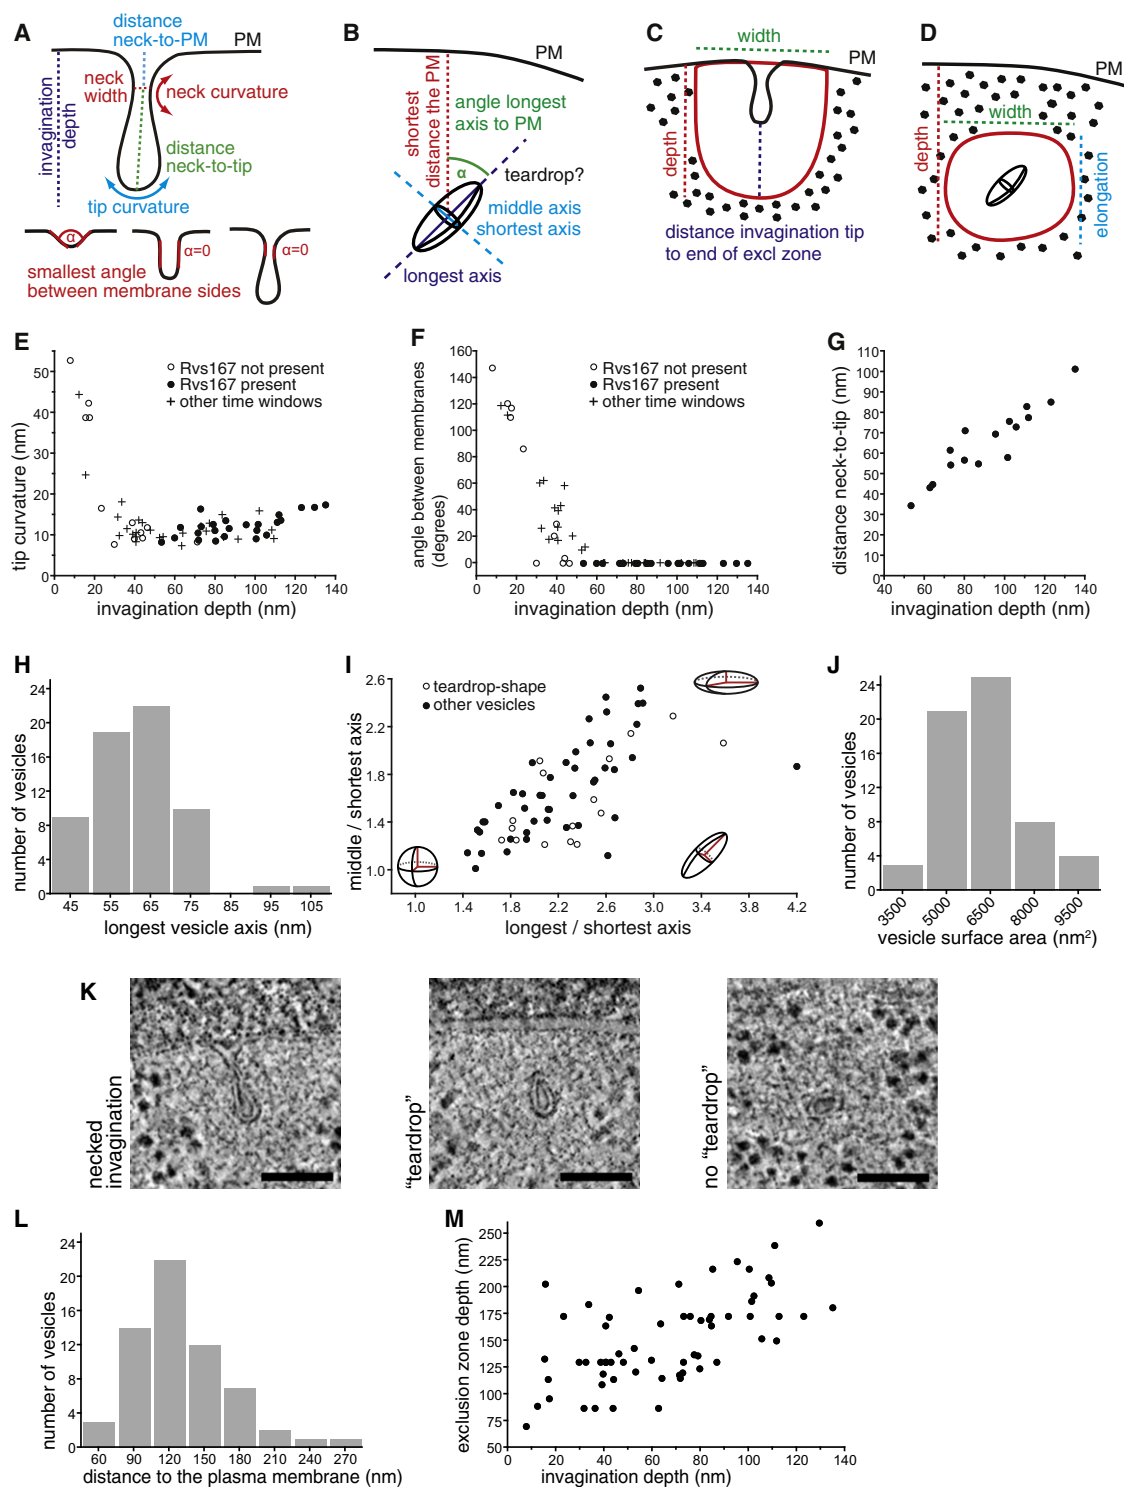 A
distance
neck-to-PM
PM
neck
width
neck curvature
invagination
depth
distance
neck-to-tip
tip curvature
α
α=0
α=0
smallest angle
between membrane sides
B
PM
shortest
distance the PM
angle longest
axis to PM
α
teardrop?
middle axis
shortest axis
longest axis
C
width
PM
depth
distance invagination tip
to end of excl zone
D
PM
width
depth
elongation
E
50
40
30
20
10
0
tip curvature (nm)
Rvs167 not present
Rvs167 present
other time windows
0 20 40 60 80 100 120 140
invagination depth (nm)
F
160
140
120
100
80
60
40
20
0
angle between membranes
(degrees)
Rvs167 not present
Rvs167 present
other time windows
0 20 40 60 80 100 120 140
invagination depth (nm)
G
110
100
90
80
70
60
50
40
30
20
10
0
distance neck-to-tip (nm)
40 60 80 100 120 140
invagination depth (nm)
H
24
20
16
12
8
4
0
number of vesicles
45 55 65 75 85 95 105
longest vesicle axis (nm)
I
2.6
2.2
1.8
1.4
1.0
middle / shortest axis
teardrop-shape
other vesicles
1.0 1.4 1.8 2.2 2.6 3.0 3.4 3.8 4.2
longest / shortest axis
J
24
20
16
12
8
4
0
number of vesicles
3500 5000 6500 8000 9500
vesicle surface area (nm²)
K
necked
invagination
"teardrop"
no "teardrop"
L
24
20
16
12
8
4
0
number of vesicles
60 90 120 150 180 210 240 270
distance to the plasma membrane (nm)
M
250
225
200
175
150
125
100
75
50
exclusion zone depth (nm)
0 20 40 60 80 100 120 140
invagination depth (nm)